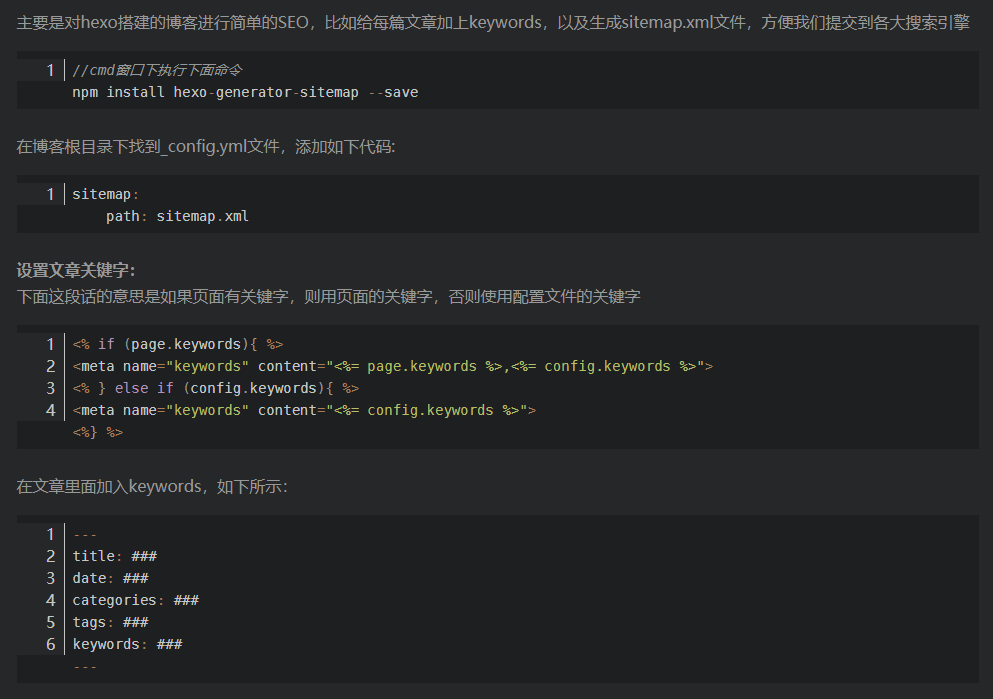 主要是对hexo搭建的博客进行简单的SEO，比如给每篇文章加上keywords，以及生成sitemap.xml文件，方便我们提交到各大搜索引擎
1 //cmd窗口下执行下面命令
npm install hexo-generator-sitemap --save
在博客根目录下找到_config.yml文件，添加如下代码:
1 sitemap:
    path: sitemap.xml
设置文章关键字：
下面这段话的意思是如果页面有关键字，则用页面的关键字，否则使用配置文件的关键字
1 <% if (page.keywords){ %>
2 <meta name="keywords" content="<%= page.keywords %>,<%= config.keywords %>">
3 <% } else if (config.keywords){ %>
4 <meta name="keywords" content="<%= config.keywords %>">
<%} %>
在文章里面加入keywords，如下所示：
1 ---
2 title: ###
3 date: ###
4 categories: ###
5 tags: ###
6 keywords: ###
---